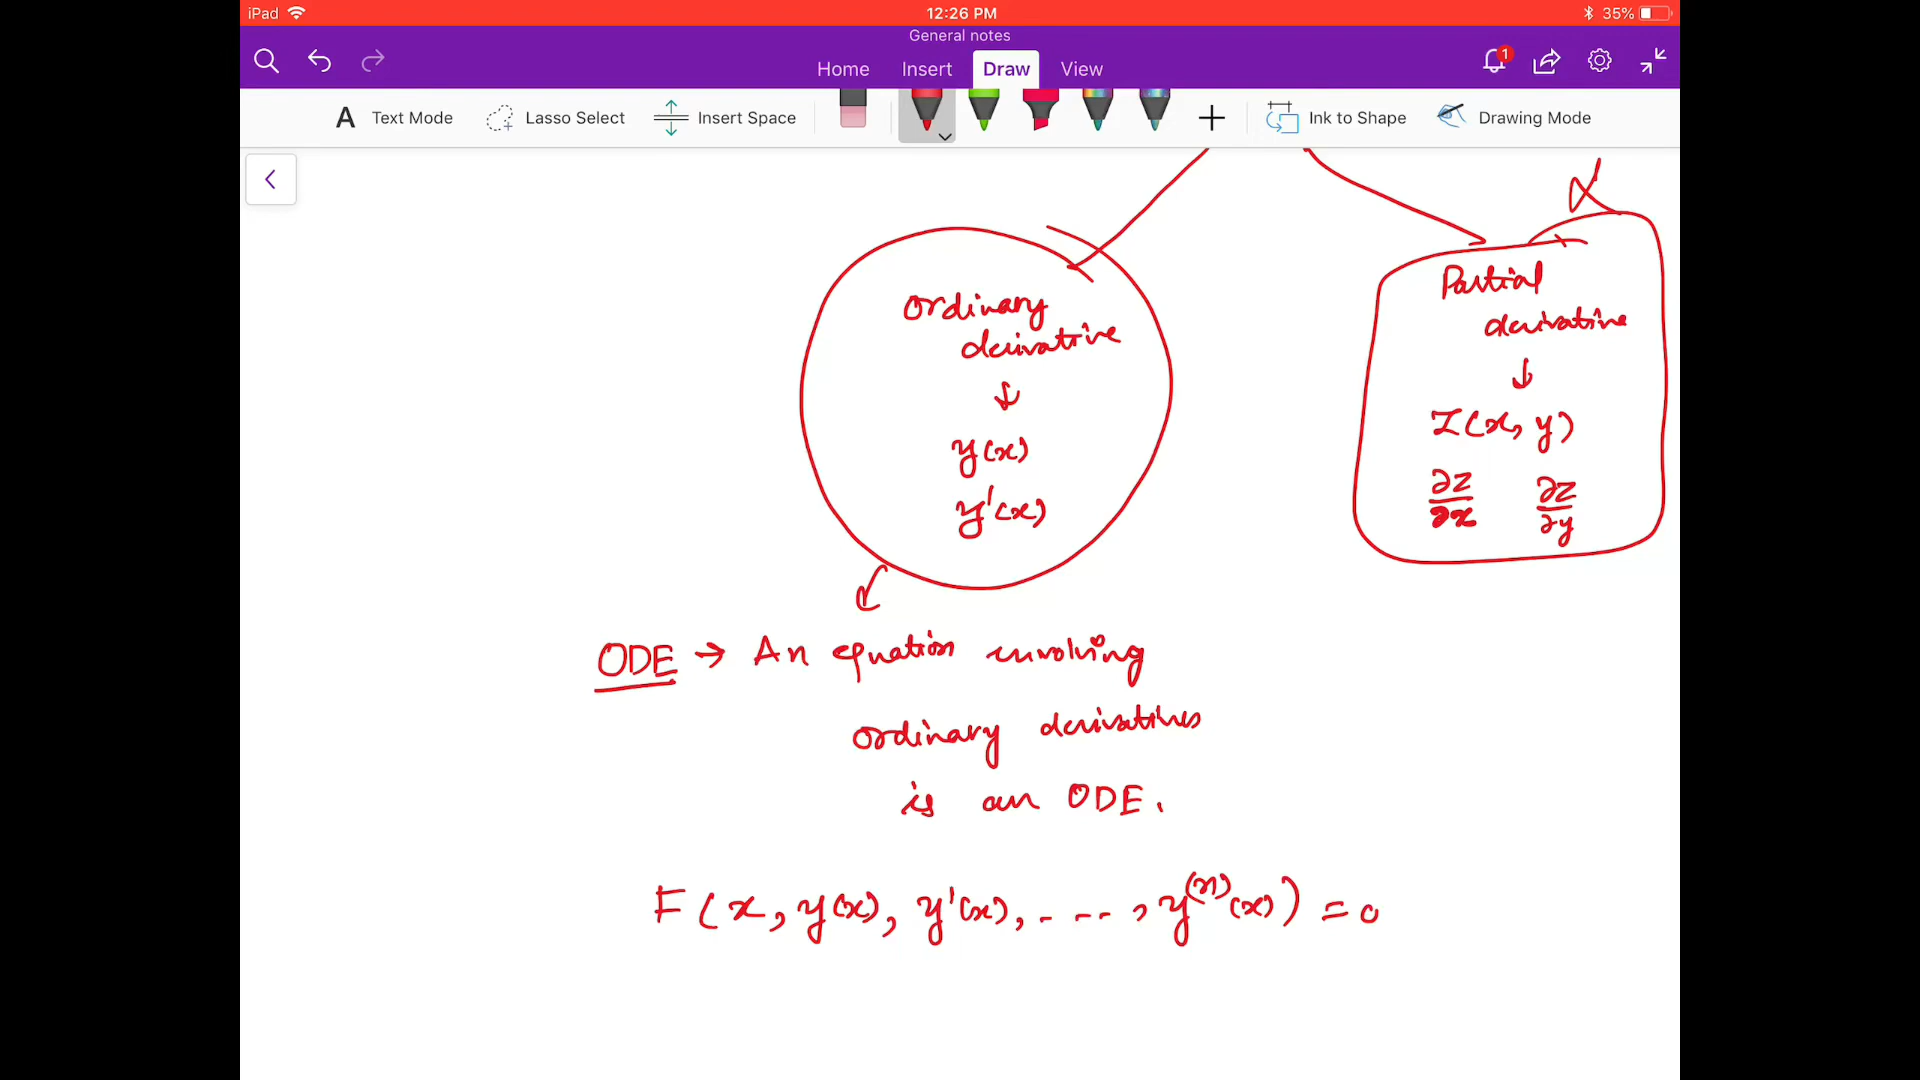 iPad 12:26 PM 35%
General notes
Home Insert Draw View 1
A Text Mode Lasso Select Insert Space Ink to Shape Drawing Mode
Ordinary
derivative
↓
y(x)
y'(x)
Partial
derivative
↓
Z(x, y)
∂z/∂x ∂z/∂y
ODE → An equation involving
ordinary derivatives
is an ODE.
F(x, y(x), y'(x), ----, y⁽ⁿ⁾(x)) = 0